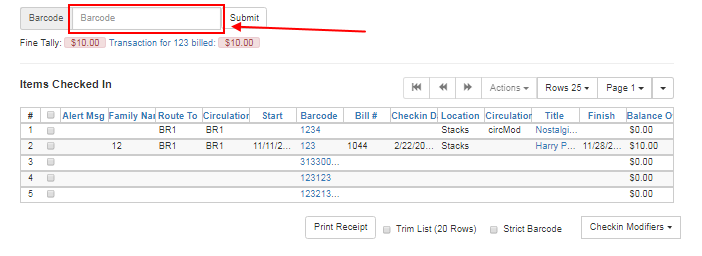 Barcode Barcode Submit
Fine Tally: $10.00 Transaction for 123 billed: $10.00
Items Checked In
Actions Rows 25 Page 1
# Alert Msg Family Nar Route To Circulation Start Barcode Bill # Checkin D Location Circulation Title Finish Balance O
1 BR1 BR1 1234 Stacks circMod Nostalgi... $0.00
2 12 BR1 BR1 11/11/2... 123 1044 2/22/20... Stacks Harry P... 11/28/2... $10.00
3 313300... $0.00
4 123123 $0.00
5 123213... $0.00
Print Receipt Trim List (20 Rows) Strict Barcode Checkin Modifiers